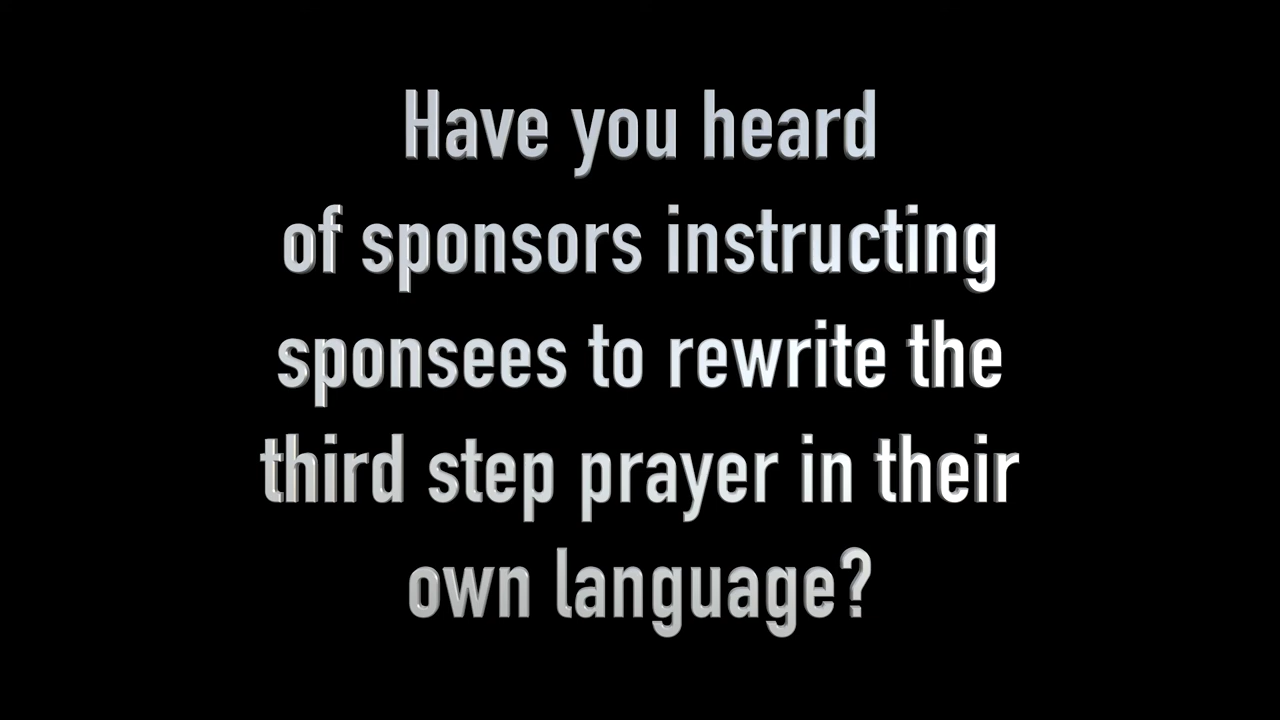 Have you heard
of sponsors instructing
sponsees to rewrite the
third step prayer in their
own language?